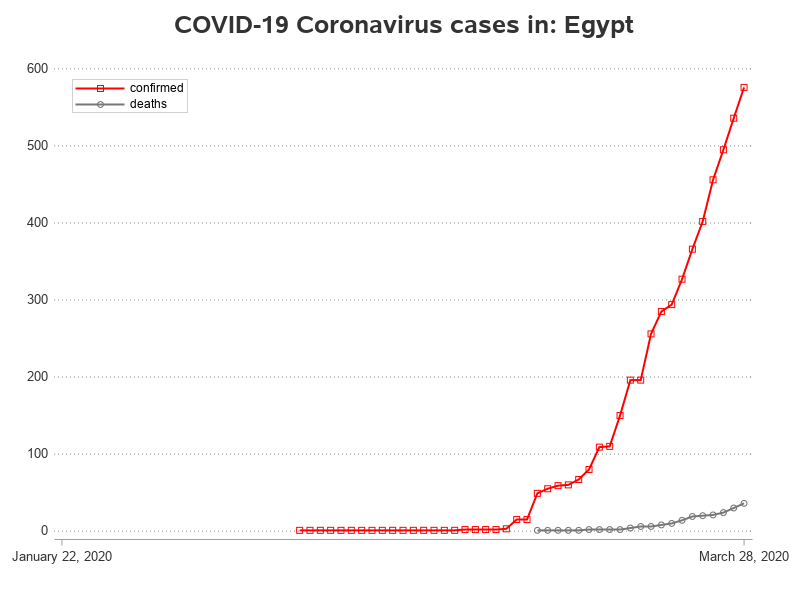 COVID-19 Coronavirus cases in: Egypt
600
confirmed
deaths
500
400
300
200
100
0
January 22, 2020
March 28, 2020